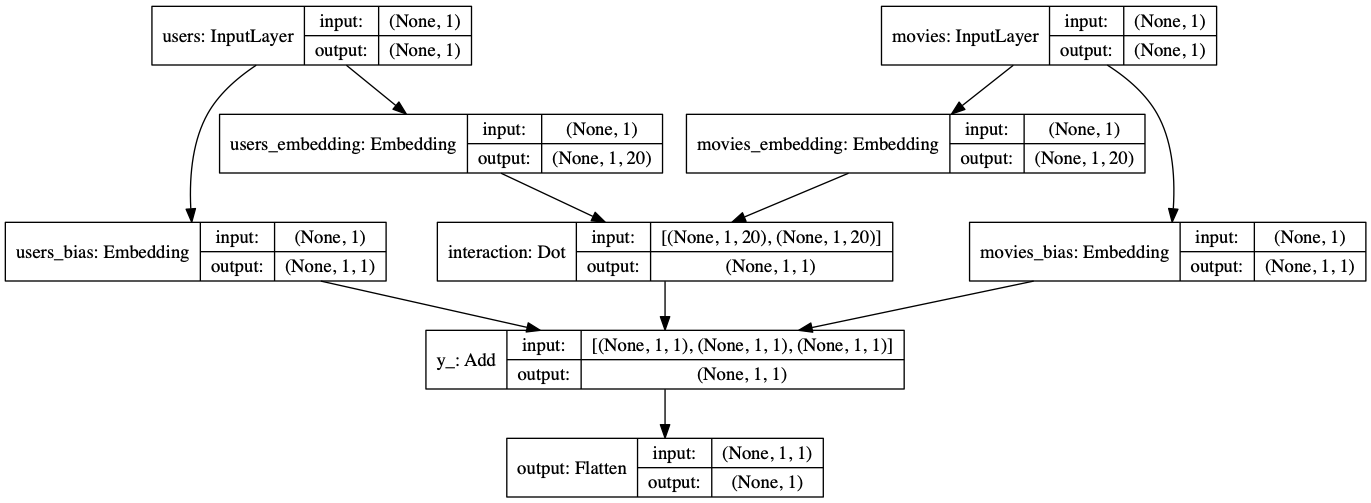 users: InputLayer
input: (None, 1)
output: (None, 1)
movies: InputLayer
input: (None, 1)
output: (None, 1)
users_embedding: Embedding
input: (None, 1)
output: (None, 1, 20)
movies_embedding: Embedding
input: (None, 1)
output: (None, 1, 20)
users_bias: Embedding
input: (None, 1)
output: (None, 1, 1)
interaction: Dot
input: [(None, 1, 20), (None, 1, 20)]
output: (None, 1, 1)
movies_bias: Embedding
input: (None, 1)
output: (None, 1, 1)
y_: Add
input: [(None, 1, 1), (None, 1, 1), (None, 1, 1)]
output: (None, 1, 1)
output: Flatten
input: (None, 1, 1)
output: (None, 1)